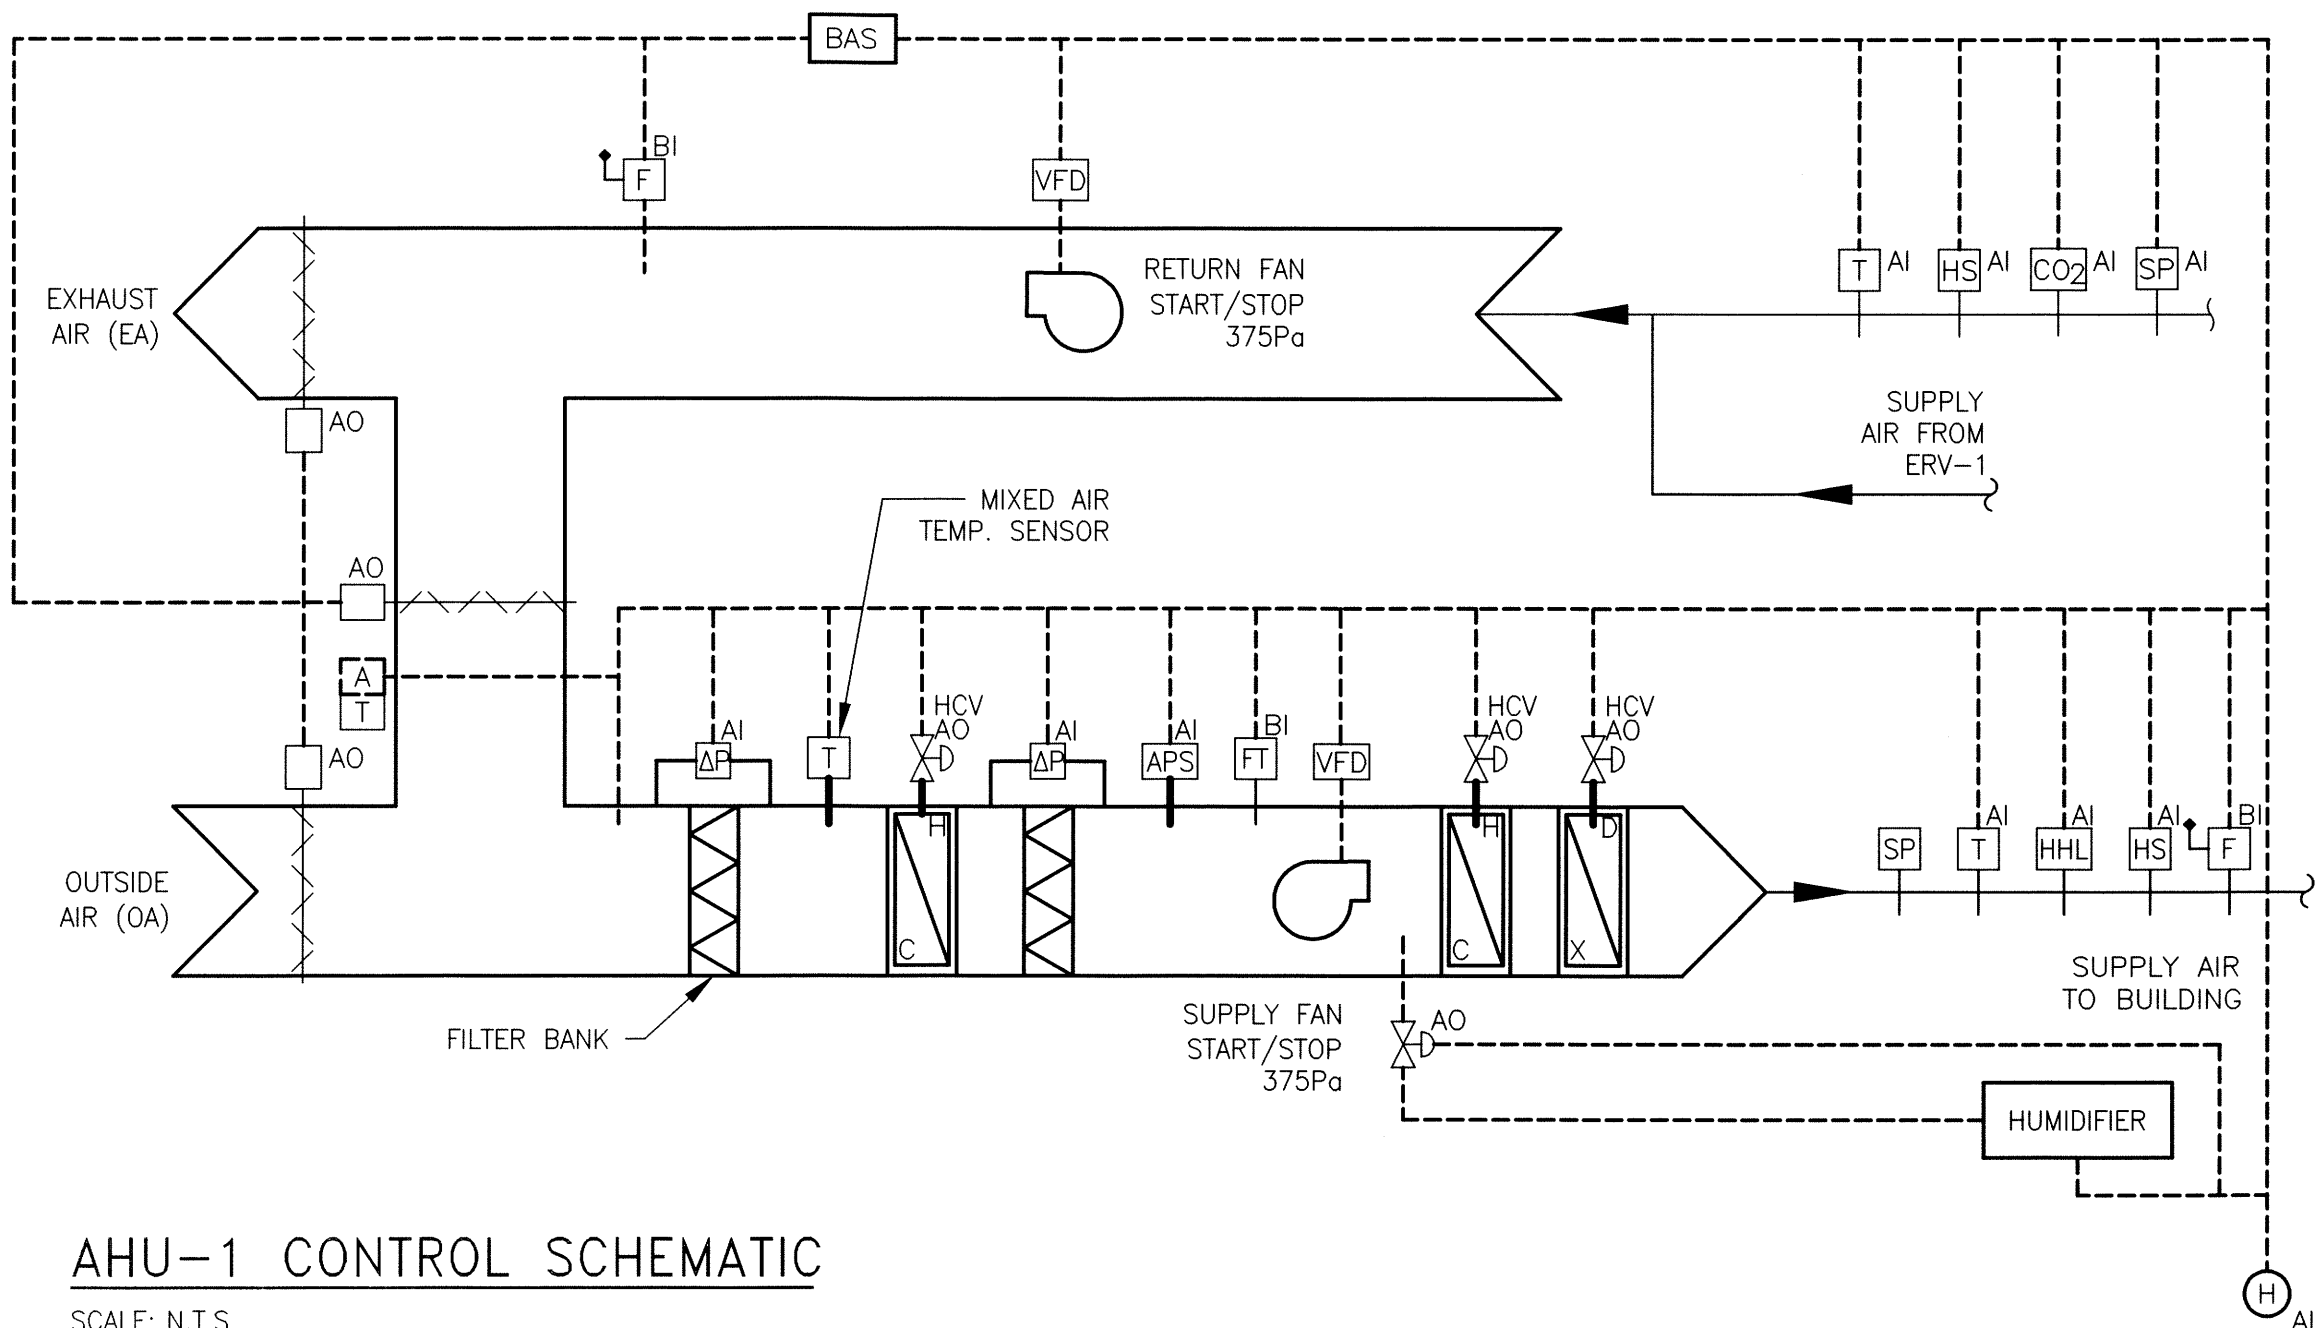 BAS
BI
F
VFD
T AI
HS AI
CO2 AI
SP AI
EXHAUST
AIR (EA)
RETURN FAN
START/STOP
375Pa
AO
SUPPLY
AIR FROM
ERV-1
MIXED AIR
TEMP. SENSOR
AO
A
T
AO
AI
ΔP
T
HCV
AO
AI
ΔP
AI
APS
BI
FT
VFD
HCV
AO
HCV
AO
H
C
H
C
D
X
SP
AI
T
AI
HHL
AI
HS
BI
F
OUTSIDE
AIR (OA)
SUPPLY AIR
TO BUILDING
FILTER BANK
SUPPLY FAN
START/STOP
375Pa
AO
HUMIDIFIER
AHU-1 CONTROL SCHEMATIC
SCALE: N.T.S
H
AI